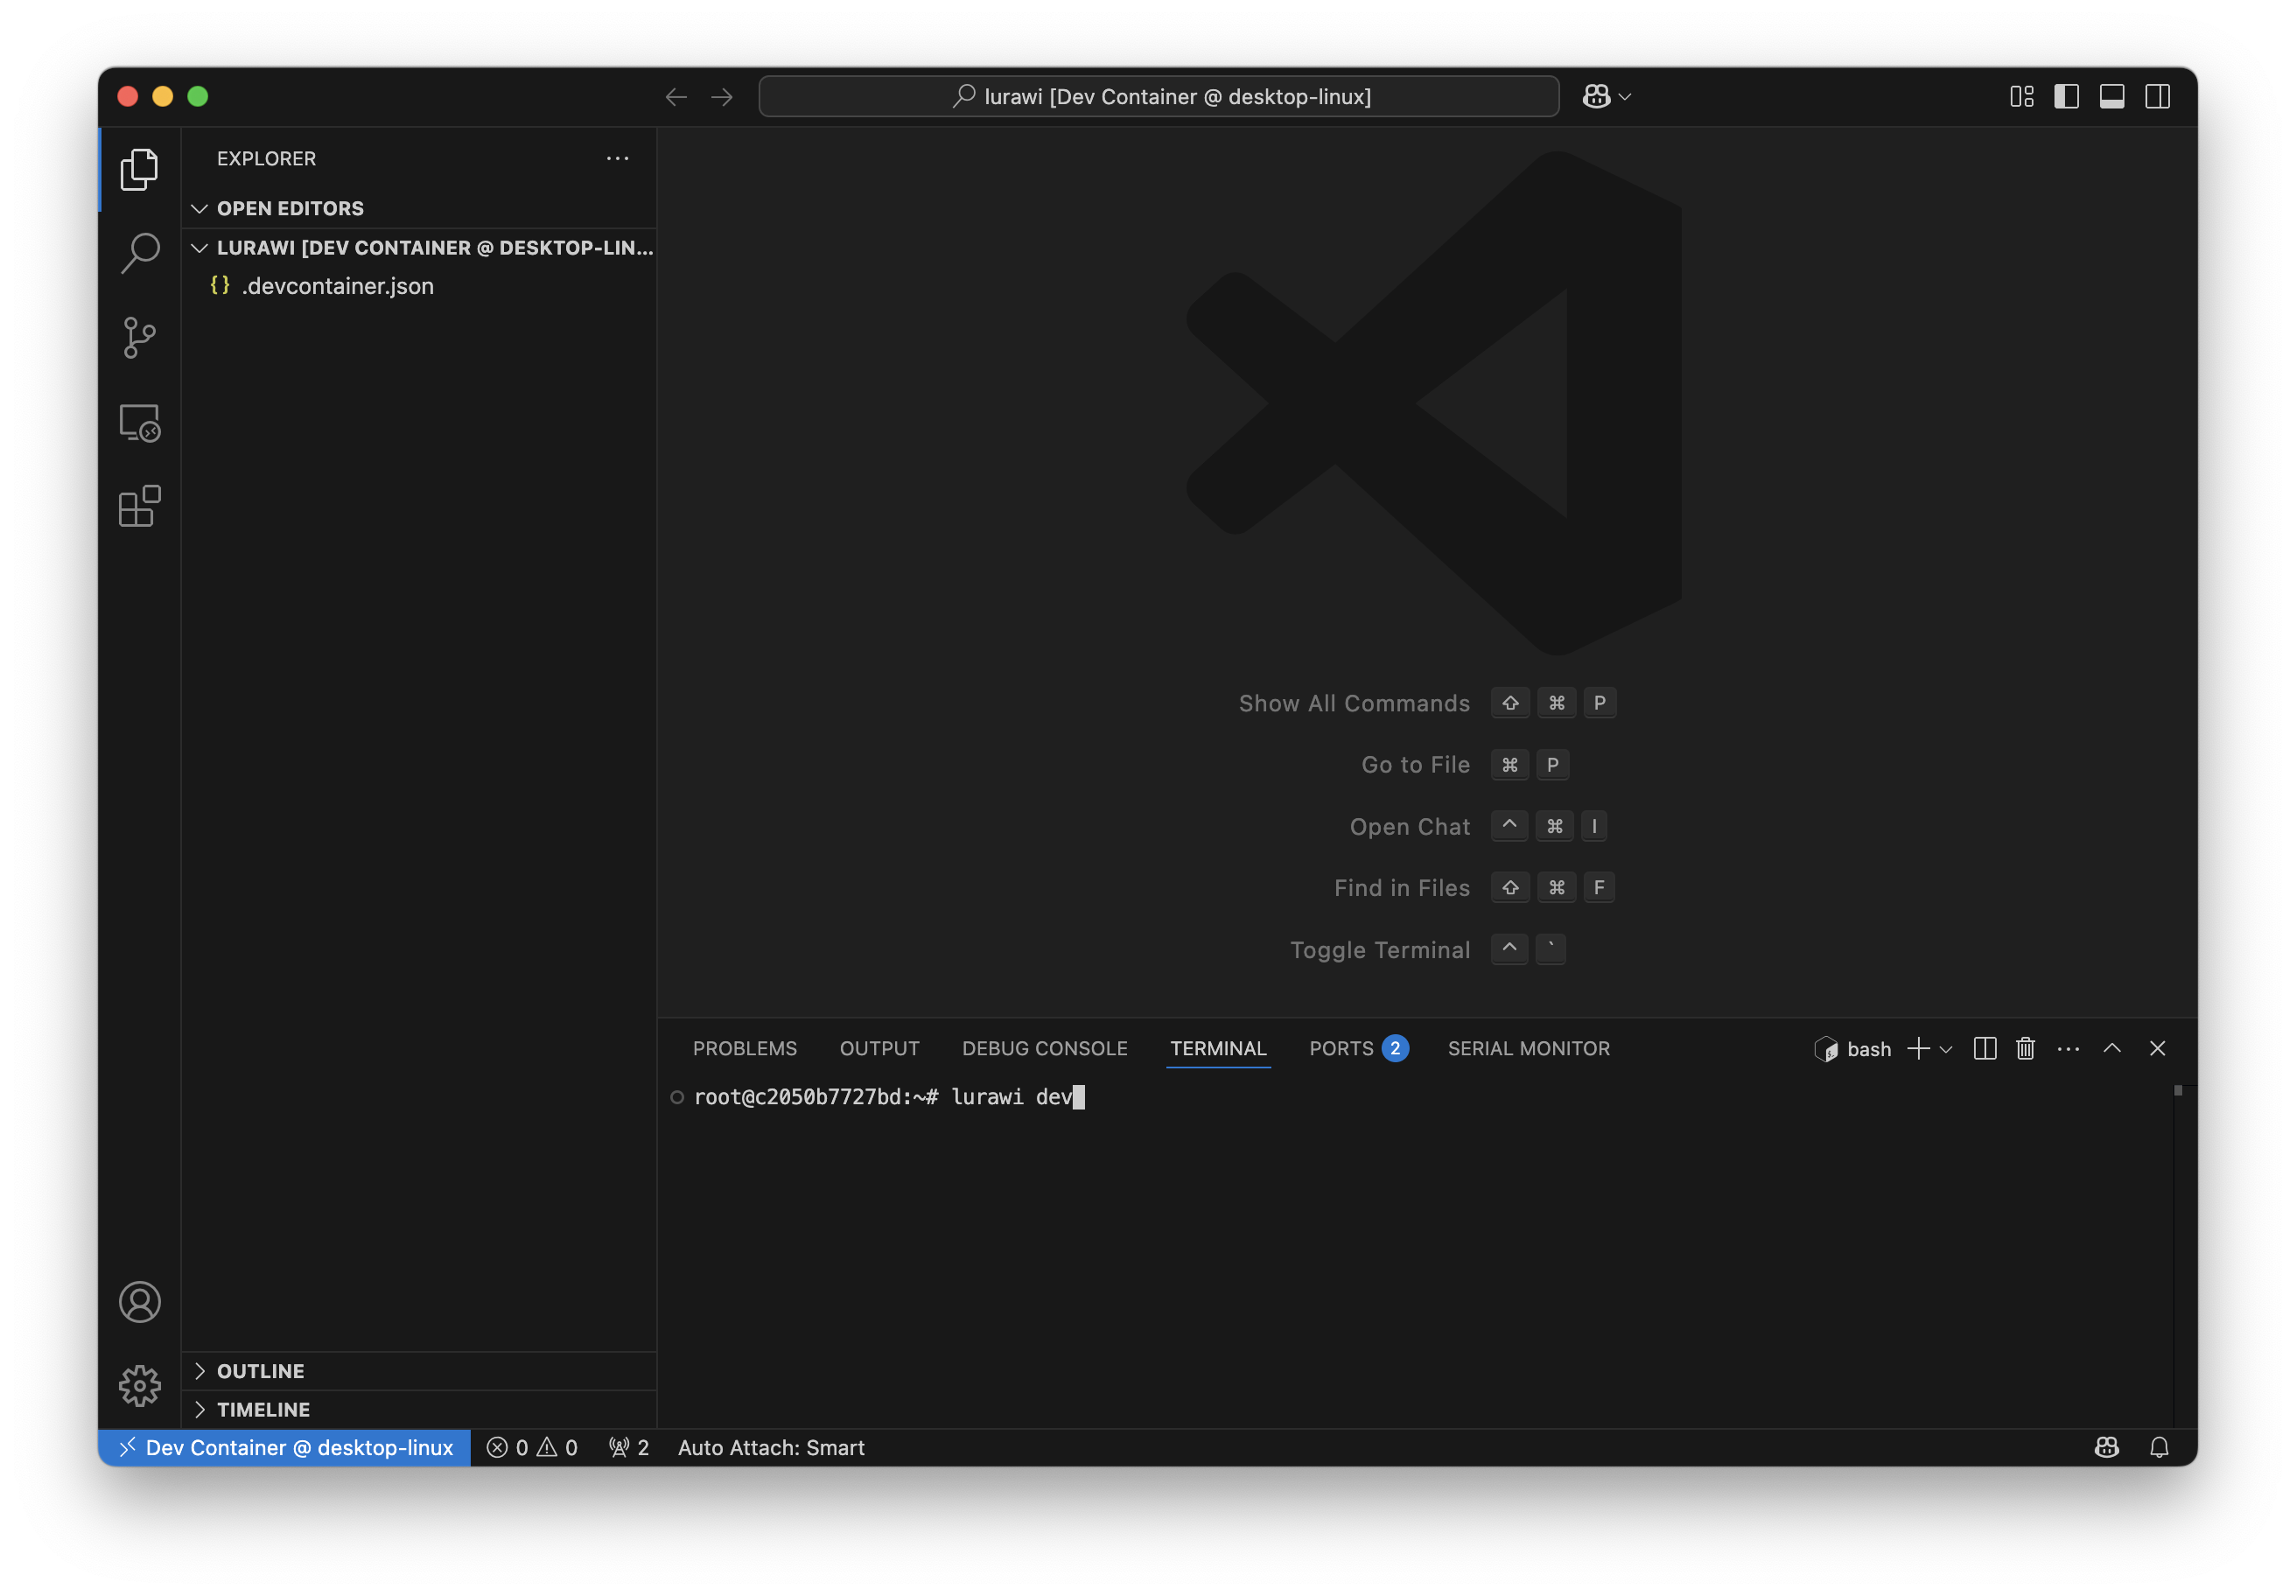 lurawi [Dev Container @ desktop-linux]
EXPLORER
OPEN EDITORS
LURAWI [DEV CONTAINER @ DESKTOP-LIN...
{} .devcontainer.json
OUTLINE
TIMELINE
Show All Commands ⇧ ⌘ P
Go to File ⌘ P
Open Chat ^ ⌘ I
Find in Files ⇧ ⌘ F
Toggle Terminal ^ `
PROBLEMS OUTPUT DEBUG CONSOLE TERMINAL PORTS 2 SERIAL MONITOR bash
root@c2050b7727bd:~# lurawi dev
Dev Container @ desktop-linux 0 0 2 Auto Attach: Smart